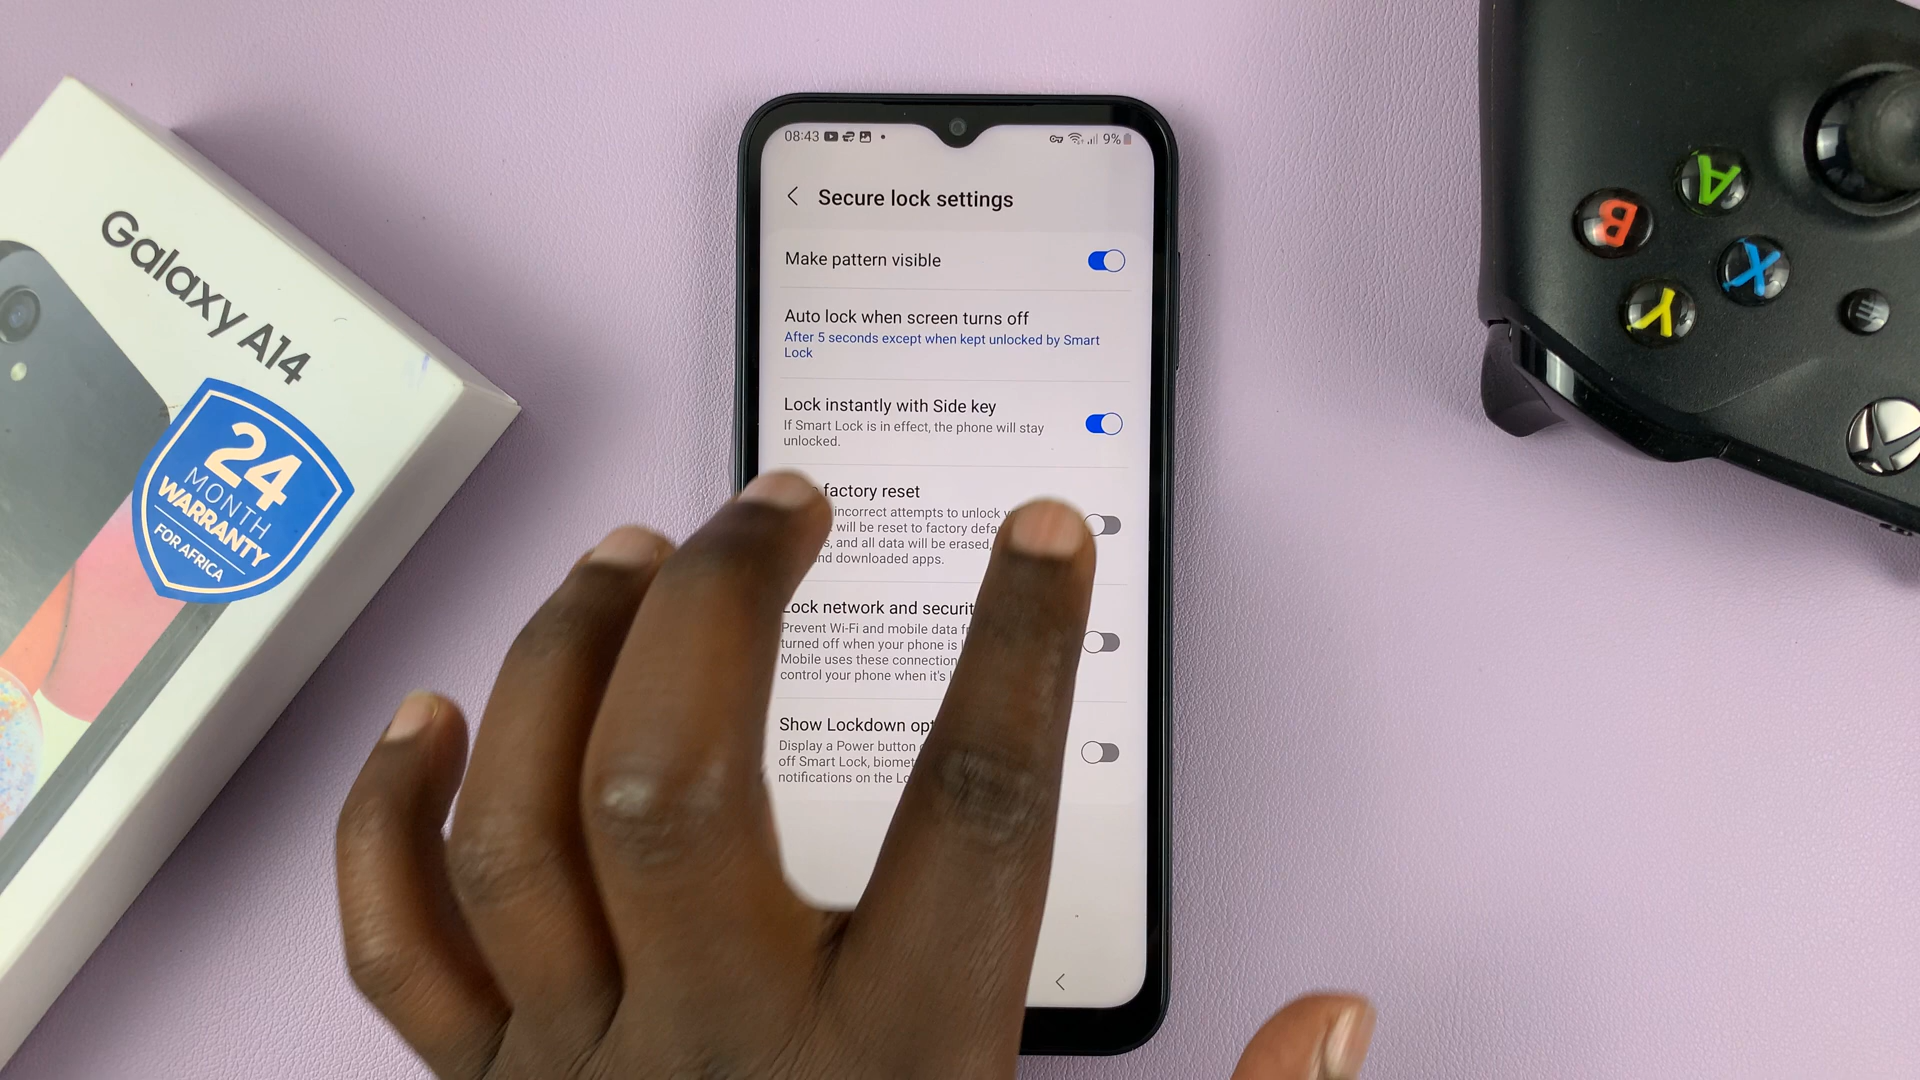 08:43
9%
Secure lock settings
Make pattern visible
Auto lock when screen turns off
After 5 seconds except when kept unlocked by Smart
Lock
Lock instantly with Side key
If Smart Lock is in effect, the phone will stay
unlocked.
factory reset
incorrect attempts to unlock
will be reset to factory
and all data will be erased,
downloaded apps.
Lock network and
Prevent Wi-Fi and mobile data
turned off when your phone is
Mobile uses these
control your phone when it's
Show Lockdown
Display a Power button
off Smart Lock,
notifications on the
Galaxy A14
24
MONTH
WARRANTY
FOR AFRICA
A
B
X
Y